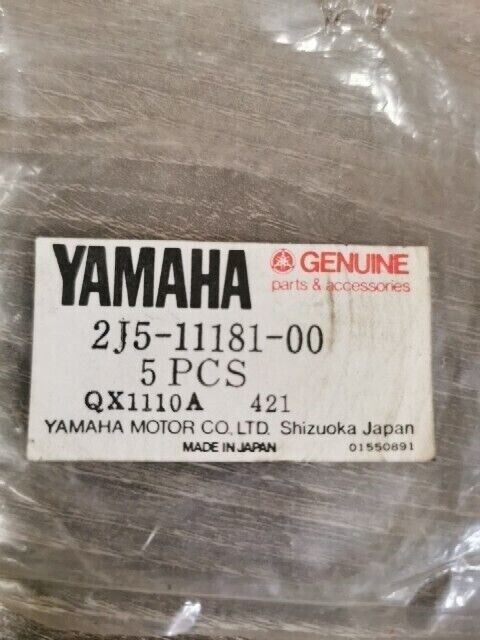 YAMAHA
GENUINE
parts & accessories
2J5-11181-00
5 PCS
QX1110A 421
YAMAHA MOTOR CO., LTD. Shizuoka Japan
MADE IN JAPAN
01550891